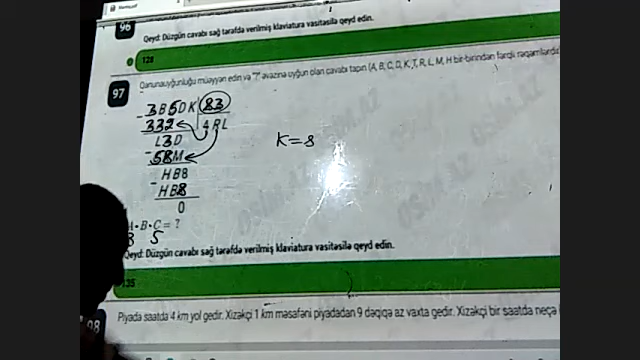 96
Qeyd: Düzgün cavabı sağ tərəfdə verilmiş klaviatura vasitəsilə qeyd edin.
128
97
Qanunauyğunluğu müəyyən edin və "?" əvəzinə uyğun olan cavabı tapın (A, B, C, D, K, T, R, L, M, H bir-birindən fərqli rəqəmlərdir
3B5DK 83
332 4RL
L3D
58M
K=8
HB8
HB8
0
A·B·C=?
5
Qeyd: Düzgün cavabı sağ tərəfdə verilmiş klaviatura vasitəsilə qeyd edin.
135
98
Piyada saatda 4 km yol gedir. Xizəkçi 1 km məsafəni piyadadan 9 dəqiqə az vaxta gedir. Xizəkçi bir saatda neçə